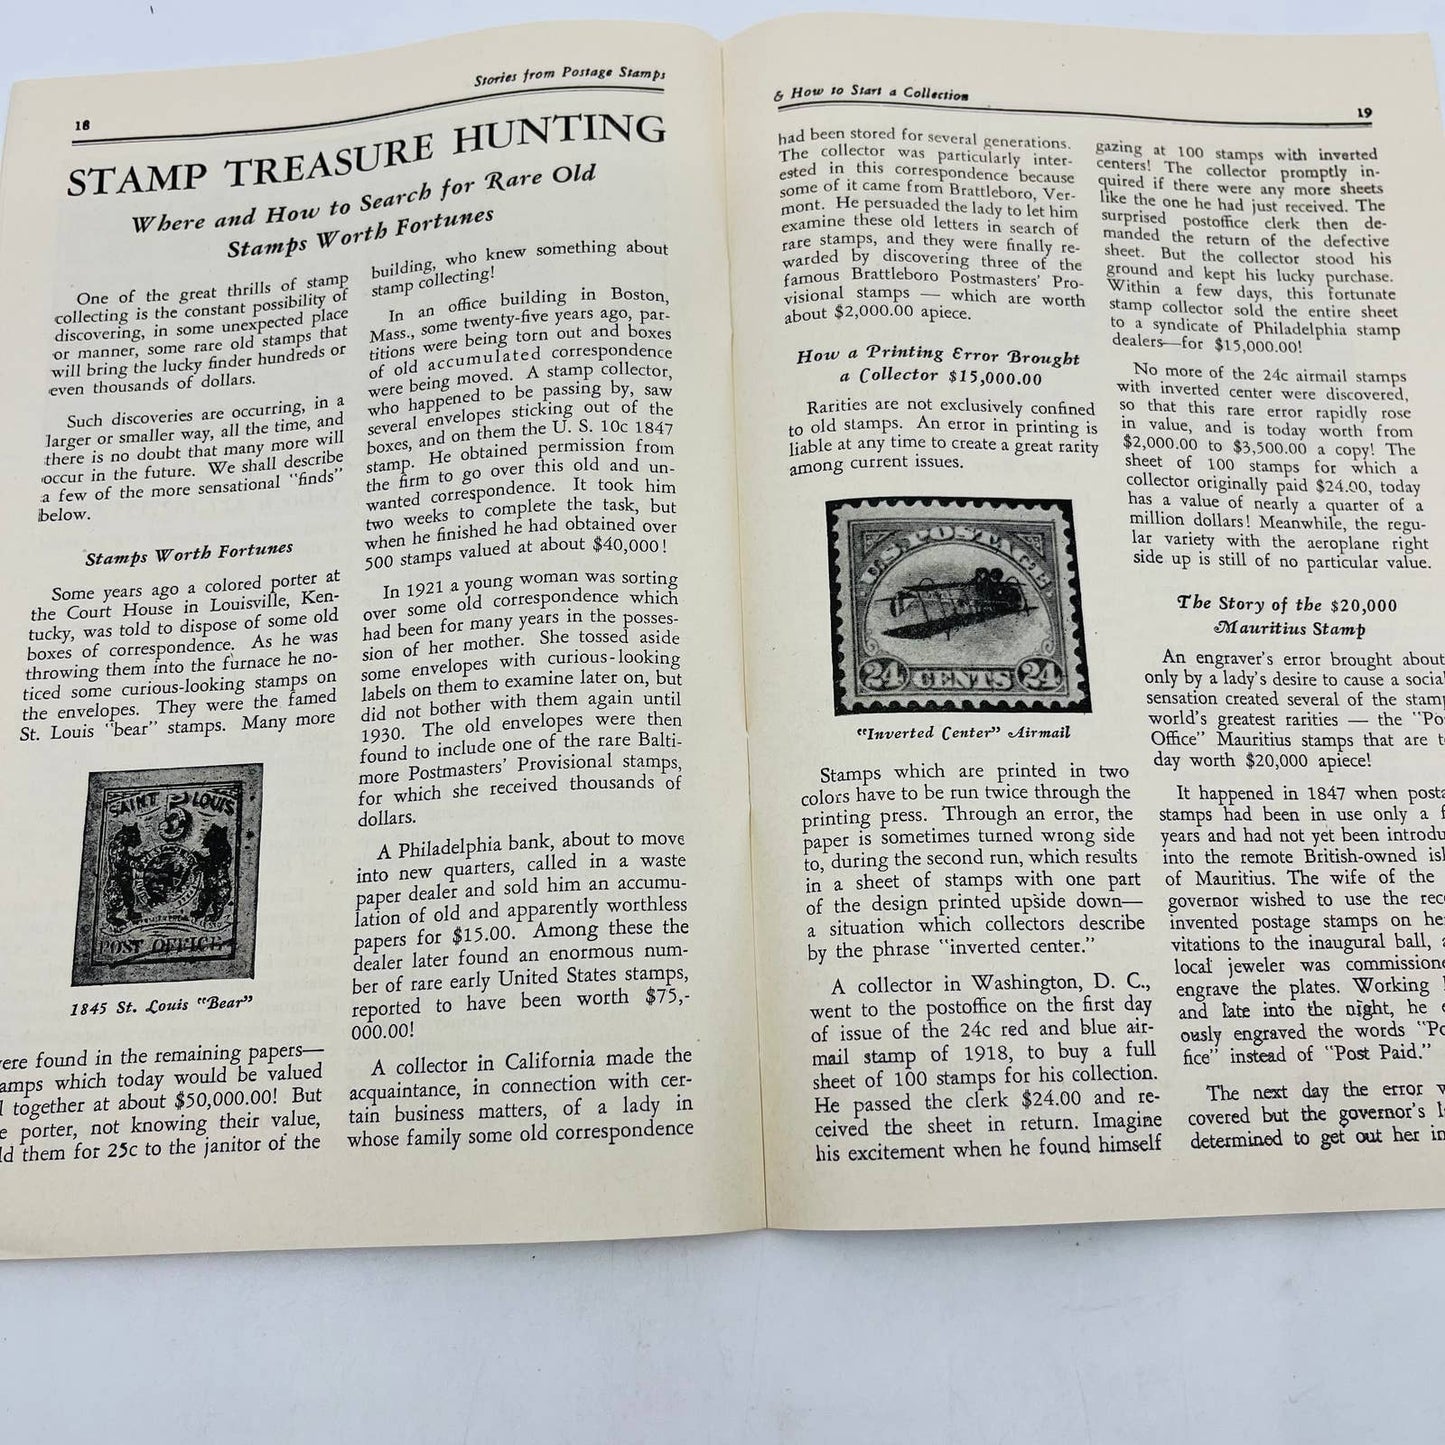 Stories from Postage Stamps
18
STAMP TREASURE HUNTING
Where and How to Search for Rare Old
Stamps Worth Fortunes
One of the great thrills of stamp
collecting is the constant possibility of
discovering, in some unexpected place
or manner, some rare old stamps that
will bring the lucky finder hundreds or
even thousands of dollars.
Such discoveries are occurring, in a
larger or smaller way, all the time, and
there is no doubt that many more will
occur in the future. We shall describe
a few of the more sensational "finds"
below.
Stamps Worth Fortunes
Some years ago a colored porter at
the Court House in Louisville, Ken-
tucky, was told to dispose of some old
boxes of correspondence. As he was
throwing them into the furnace he no-
ticed some curious-looking stamps on
the envelopes. They were the famed
St. Louis "bear" stamps. Many more
SAINT LOUIS
5
POST OFFICE
1845 St. Louis "Bear"
were found in the remaining papers—
amps which today would be valued
together at about $50,000.00! But
porter, not knowing their value,
ld them for 25c to the janitor of the
building, who knew something about
stamp collecting!
In an office building in Boston,
Mass., some twenty-five years ago, par-
titions were being torn out and boxes
of old accumulated correspondence
were being moved. A stamp collector,
who happened to be passing by, saw
several envelopes sticking out of the
boxes, and on them the U. S. 10c 1847
stamp. He obtained permission from
the firm to go over this old and un-
wanted correspondence. It took him
two weeks to complete the task, but
when he finished he had obtained over
500 stamps valued at about $40,000!
In 1921 a young woman was sorting
over some old correspondence which
had been for many years in the posses-
sion of her mother. She tossed aside
some envelopes with curious-looking
labels on them to examine later on, but
did not bother with them again until
1930. The old envelopes were then
found to include one of the rare Balti-
more Postmasters' Provisional stamps,
for which she received thousands of
dollars.
A Philadelphia bank, about to move
into new quarters, called in a waste
paper dealer and sold him an accumu-
lation of old and apparently worthless
papers for $15.00. Among these the
dealer later found an enormous num-
ber of rare early United States stamps,
reported to have been worth $75,-
000.00!
A collector in California made the
acquaintance, in connection with cer-
tain business matters, of a lady in
whose family some old correspondence
& How to Start a Collection
19
had been stored for several generations.
The collector was particularly inter-
ested in this correspondence because
some of it came from Brattleboro, Ver-
mont. He persuaded the lady to let him
examine these old letters in search of
rare stamps, and they were finally re-
warded by discovering three of the
famous Brattleboro Postmasters' Pro-
visional stamps — which are worth
about $2,000.00 apiece.
How a Printing Error Brought
a Collector $15,000.00
Rarities are not exclusively confined
to old stamps. An error in printing is
liable at any time to create a great rarity
among current issues.
U.S. POSTAGE
24 CENTS 24
"Inverted Center" Airmail
Stamps which are printed in two
colors have to be run twice through the
printing press. Through an error, the
paper is sometimes turned wrong side
to, during the second run, which results
in a sheet of stamps with one part
of the design printed upside down—
a situation which collectors describe
by the phrase "inverted center."
A collector in Washington, D. C.,
went to the postoffice on the first day
of issue of the 24c red and blue air-
mail stamp of 1918, to buy a full
sheet of 100 stamps for his collection.
He passed the clerk $24.00 and re-
ceived the sheet in return. Imagine
his excitement when he found himself
gazing at 100 stamps with inverted
centers! The collector promptly in-
quired if there were any more sheets
like the one he had just received. The
surprised postoffice clerk then de-
manded the return of the defective
sheet. But the collector stood his
ground and kept his lucky purchase.
Within a few days, this fortunate
stamp collector sold the entire sheet
to a syndicate of Philadelphia stamp
dealers—for $15,000.00!
No more of the 24c airmail stamps
with inverted center were discovered,
so that this rare error rapidly rose
in value, and is today worth from
$2,000.00 to $3,500.00 a copy! The
sheet of 100 stamps for which a
collector originally paid $24.00, today
has a value of nearly a quarter of a
million dollars! Meanwhile, the regu-
lar variety with the aeroplane right
side up is still of no particular value.
The Story of the $20,000
Mauritius Stamp
An engraver's error brought about
only by a lady's desire to cause a social
sensation created several of the stamp
world's greatest rarities — the "Po
Office" Mauritius stamps that are t
day worth $20,000 apiece!
It happened in 1847 when posta
stamps had been in use only a f
years and had not yet been introdu
into the remote British-owned isl
of Mauritius. The wife of the
governor wished to use the rece
invented postage stamps on he
vitations to the inaugural ball, a
local jeweler was commissione
engrave the plates. Working
and late into the night, he e
ously engraved the words "Po
fice" instead of "Post Paid."
The next day the error w
covered but the governor's l
determined to get out her in